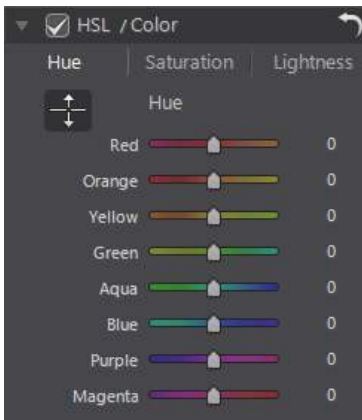 HSL / Color
Hue Saturation Lightness
Hue
Red 0
Orange 0
Yellow 0
Green 0
Aqua 0
Blue 0
Purple 0
Magenta 0